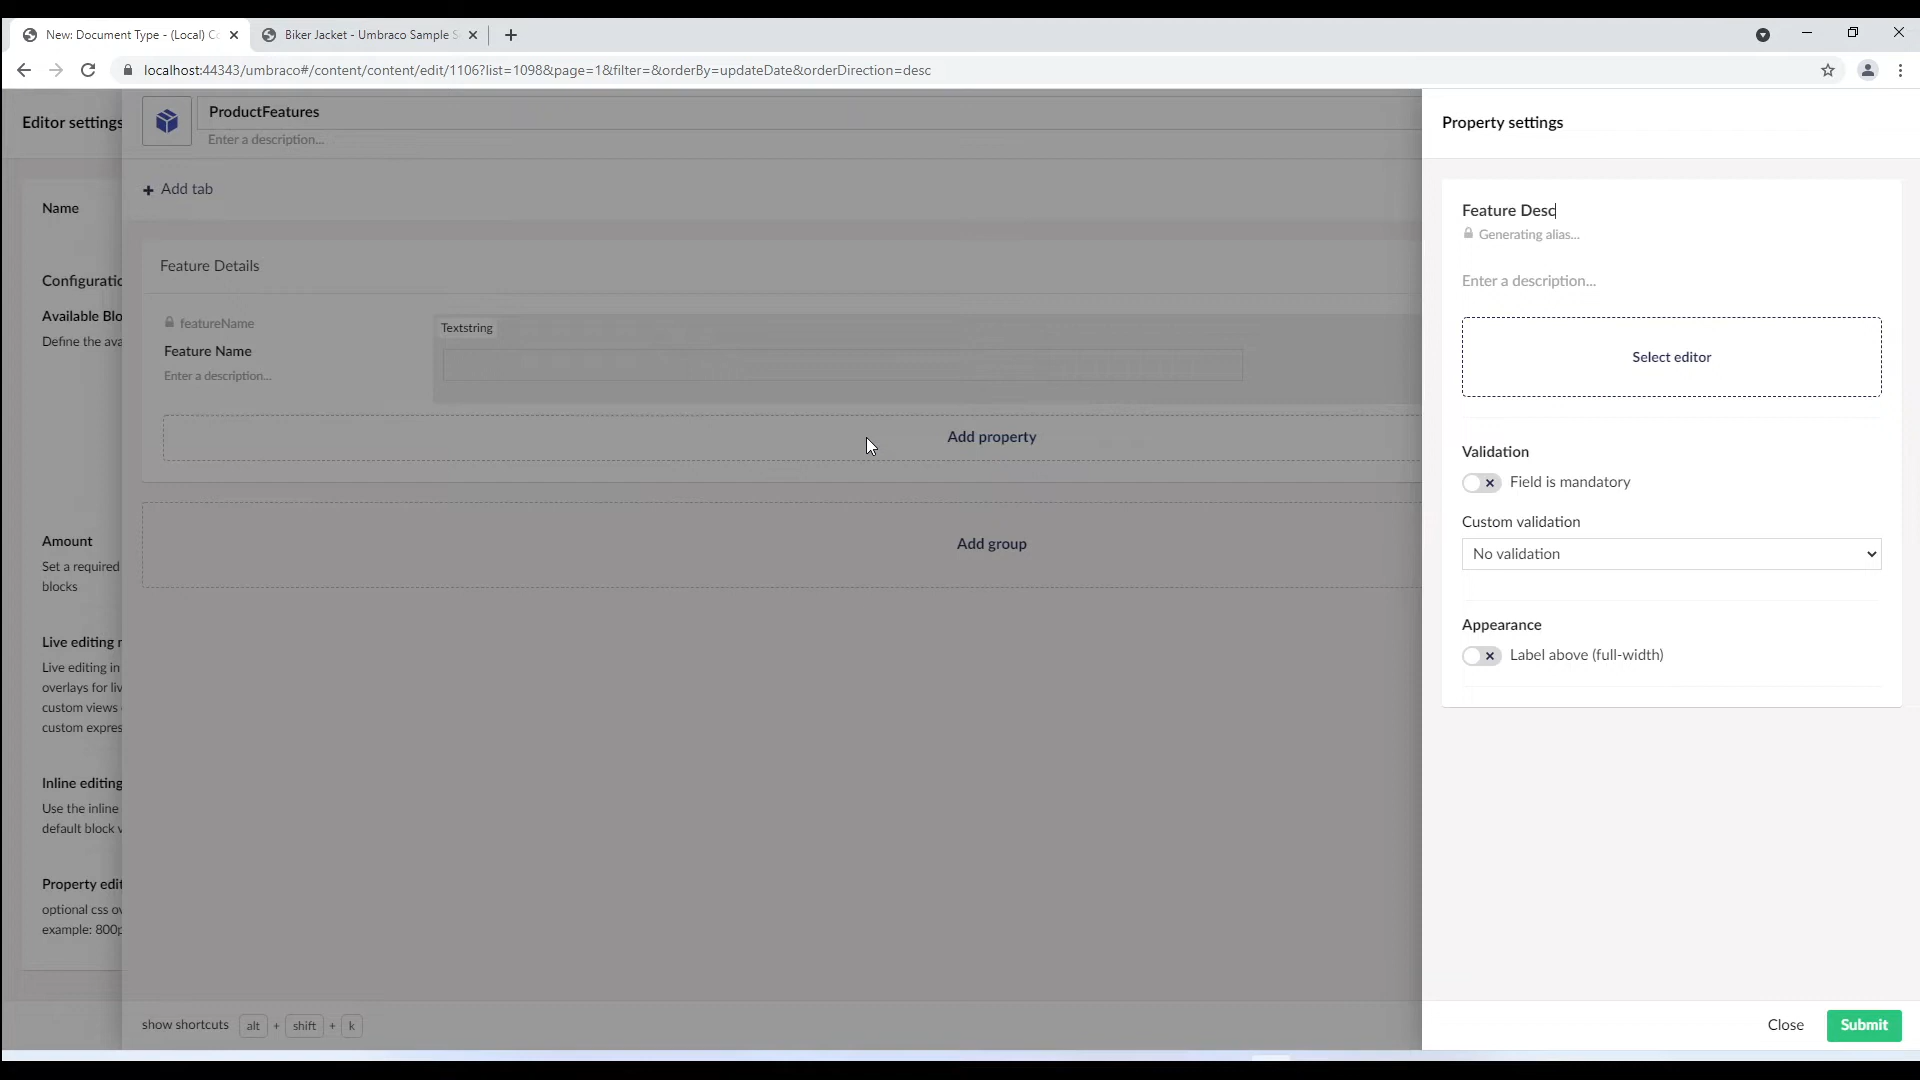 New: Document Type - (Local) Co
Biker Jacket - Umbraco Sample S
localhost:44343/umbraco#/content/content/edit/1106?list=1098&page=1&filter=&orderBy=updateDate&orderDirection=desc
Editor settings
ProductFeatures
Enter a description...
Property settings
+ Add tab
Name
Feature Desc
Generating alias...
Feature Details
Configuratio
Enter a description...
Available Blo
Define the ava
featureName
Textstring
Feature Name
Enter a description...
Select editor
Add property
Validation
Field is mandatory
Custom validation
No validation
Add group
Amount
Set a required
blocks
Appearance
Label above (full-width)
Live editing m
Live editing in
overlays for liv
custom views
custom expres
Inline editing
Use the inline
default block v
Property edit
optional css ov
example: 800p
show shortcuts alt + shift + k
Close
Submit